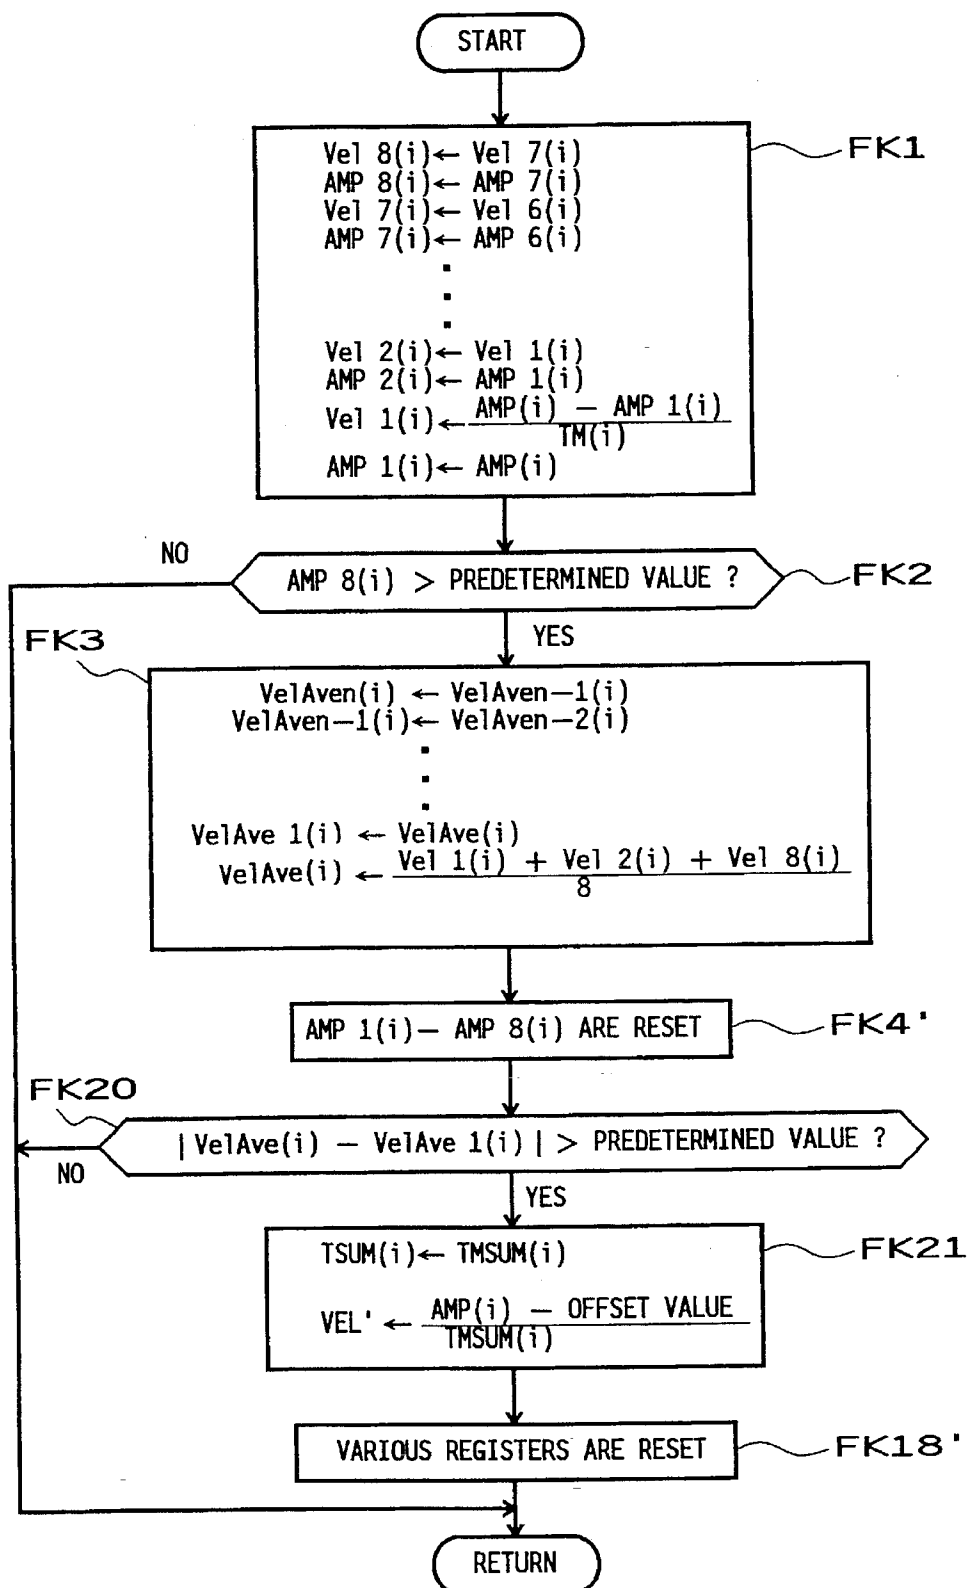 START
FK1
Vel 8(i)← Vel 7(i)
AMP 8(i)← AMP 7(i)
Vel 7(i)← Vel 6(i)
AMP 7(i)← AMP 6(i)
Vel 2(i)← Vel 1(i)
AMP 2(i)← AMP 1(i)
Vel 1(i)← AMP(i) − AMP 1(i)
TM(i)
AMP 1(i)← AMP(i)
NO
AMP 8(i) > PREDETERMINED VALUE ?
FK2
YES
FK3
VelAven(i) ← VelAven−1(i)
VelAven−1(i)← VelAven−2(i)
VelAve 1(i) ← VelAve(i)
VelAve(i) ← Vel 1(i) + Vel 2(i) + Vel 8(i)
8
AMP 1(i)− AMP 8(i) ARE RESET
FK4'
FK20
|VelAve(i) − VelAve 1(i)| > PREDETERMINED VALUE ?
NO
YES
FK21
TSUM(i)← TMSUM(i)
VEL' ← AMP(i) − OFFSET VALUE
TMSUM(i)
VARIOUS REGISTERS ARE RESET
FK18'
RETURN